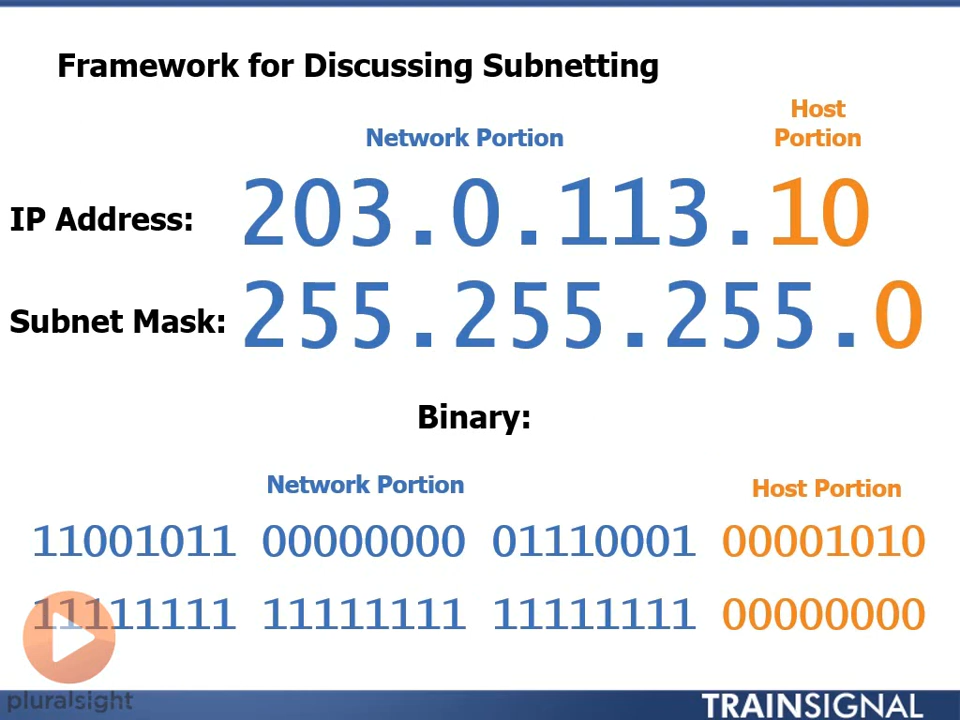 Framework for Discussing Subnetting
Host
Network Portion Portion
IP Address: 203.0.113.10
Subnet Mask: 255.255.255.0
Binary:
Network Portion Host Portion
11001011 00000000 01110001 00001010
11111111 11111111 11111111 00000000
pluralsight TRAINSIGNAL